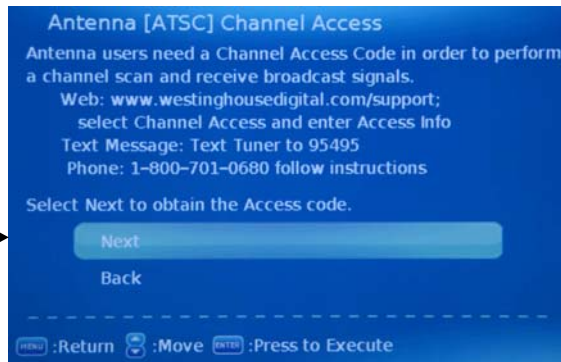 Antenna [ATSC] Channel Access
Antenna users need a Channel Access Code in order to perform
a channel scan and receive broadcast signals.
Web: www.westinghousedigital.com/support;
select Channel Access and enter Access Info
Text Message: Text Tuner to 95495
Phone: 1-800-701-0680 follow instructions
Select Next to obtain the Access code.
Next
Back
MENU :Return :Move ENTER :Press to Execute